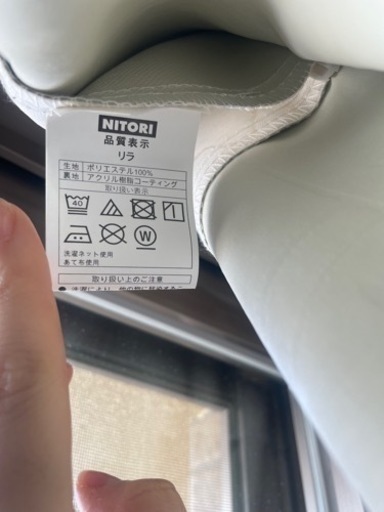 NITORI
品質表示
リラ
生地 ポリエステル100%
裏地 アクリル樹脂コーティング
取り扱い表示
40
W
洗濯ネット使用
あて布使用
取り扱い上のご注意